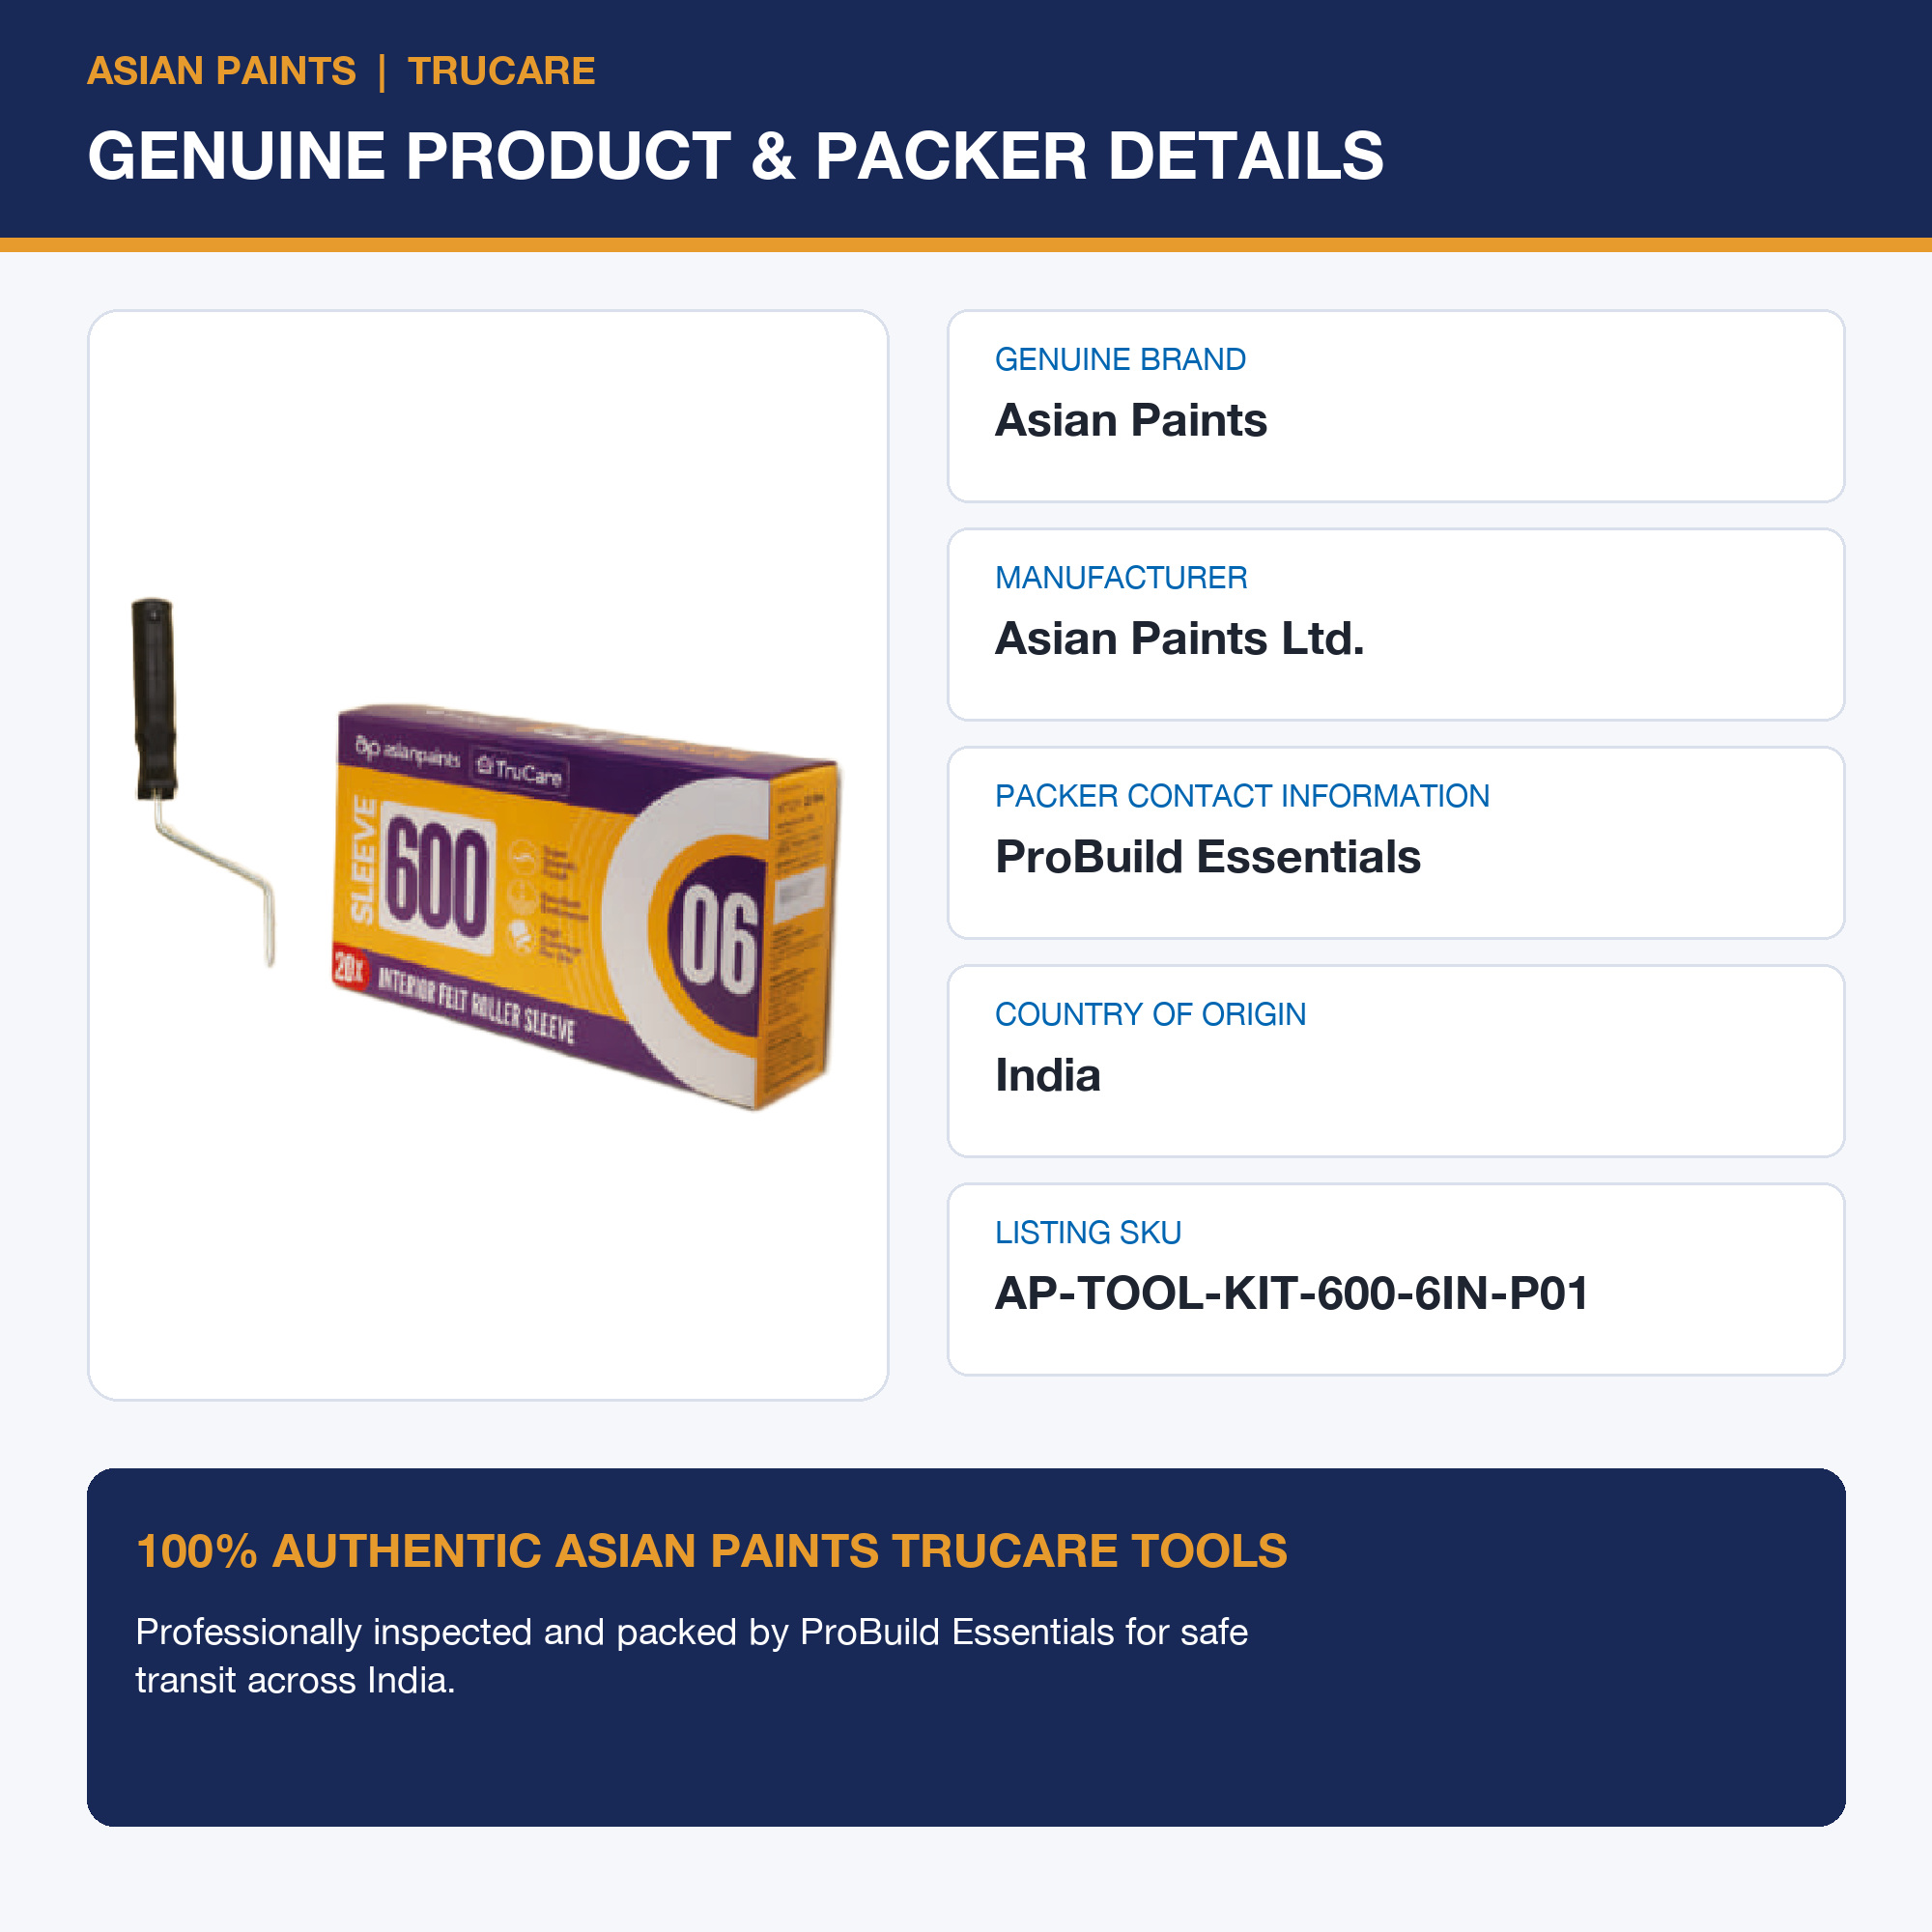 ASIAN PAINTS | TRUCARE
GENUINE PRODUCT & PACKER DETAILS
ap asianpaints TruCare
SLEEVE
600
06
20X
INTERIOR FELT ROLLER SLEEVE
GENUINE BRAND
Asian Paints
MANUFACTURER
Asian Paints Ltd.
PACKER CONTACT INFORMATION
ProBuild Essentials
COUNTRY OF ORIGIN
India
LISTING SKU
AP-TOOL-KIT-600-6IN-P01
100% AUTHENTIC ASIAN PAINTS TRUCARE TOOLS
Professionally inspected and packed by ProBuild Essentials for safe
transit across India.